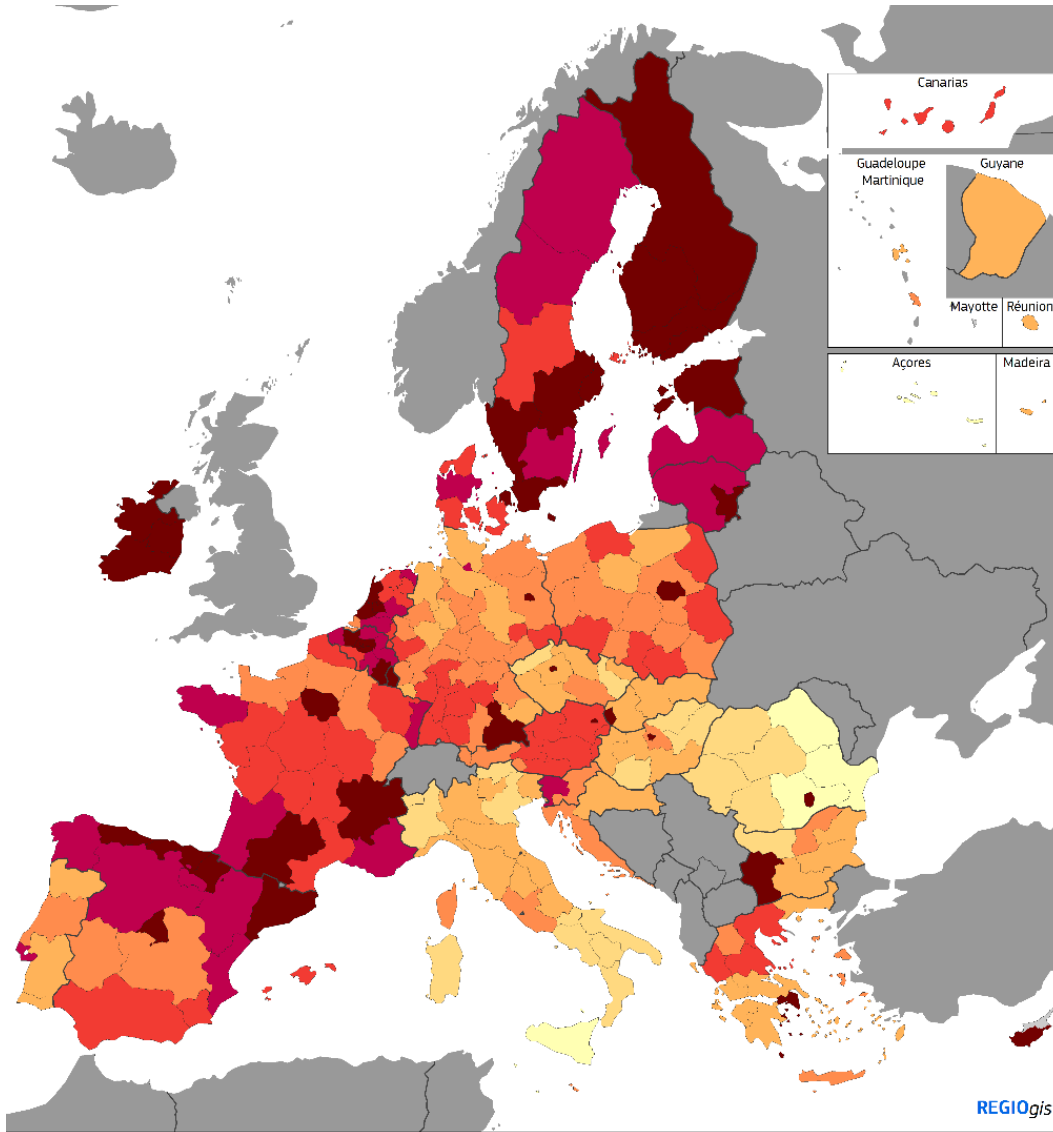 Canarias
Guadeloupe
Martinique
Guyane
Mayotte
Réunion
Açores
Madeira
REGIOgis